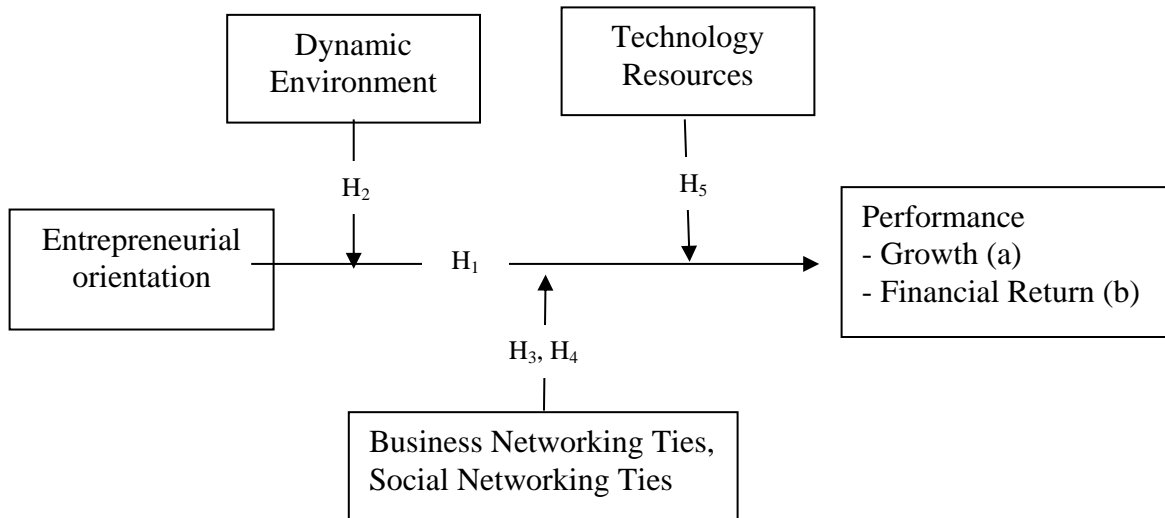 Dynamic
Environment
Technology
Resources
H₂
H₅
Entrepreneurial
orientation
H₁
Performance
- Growth (a)
- Financial Return (b)
H₃, H₄
Business Networking Ties,
Social Networking Ties